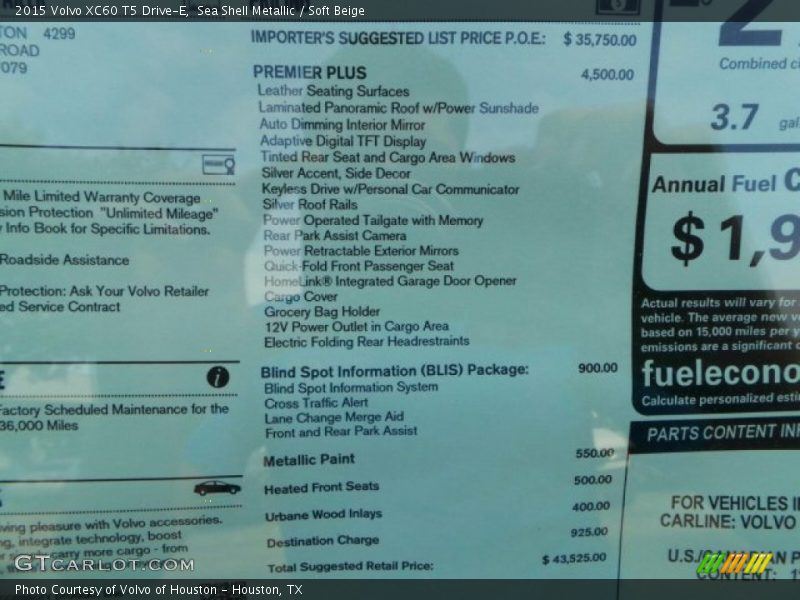 2015 Volvo XC60 T5 Drive-E, Sea Shell Metallic / Soft Beige
TON 4299
ROAD
7079
Mile Limited Warranty Coverage
sion Protection "Unlimited Mileage"
Info Book for Specific Limitations.
Roadside Assistance
Protection: Ask Your Volvo Retailer
ed Service Contract
Factory Scheduled Maintenance for the
36,000 Miles
ving pleasure with Volvo accessories.
ng, integrate technology, boost
carry more cargo - from
IMPORTER'S SUGGESTED LIST PRICE P.O.E.: $ 35,750.00
PREMIER PLUS 4,500.00
Leather Seating Surfaces
Laminated Panoramic Roof w/Power Sunshade
Auto Dimming Interior Mirror
Adaptive Digital TFT Display
Tinted Rear Seat and Cargo Area Windows
Silver Accent, Side Decor
Keyless Drive w/Personal Car Communicator
Silver Roof Rails
Power Operated Tailgate with Memory
Rear Park Assist Camera
Power Retractable Exterior Mirrors
Quick-Fold Front Passenger Seat
HomeLink® Integrated Garage Door Opener
Cargo Cover
Grocery Bag Holder
12V Power Outlet in Cargo Area
Electric Folding Rear Headrestraints
Blind Spot Information (BLIS) Package: 900.00
Blind Spot Information System
Cross Traffic Alert
Lane Change Merge Aid
Front and Rear Park Assist
Metallic Paint 550.00
Heated Front Seats 500.00
Urbane Wood Inlays 400.00
Destination Charge 925.00
Total Suggested Retail Price: $ 43,525.00
2
Combined ci
3.7 gal
Annual Fuel C
$1,9
Actual results will vary for
vehicle. The average new v
based on 15,000 miles per y
emissions are a significant c
fuelecono
Calculate personalized esti
PARTS CONTENT INF
FOR VEHICLES I
CARLINE: VOLVO
CONTENT:
GTCARLOT.COM
Photo Courtesy of Volvo of Houston - Houston, TX